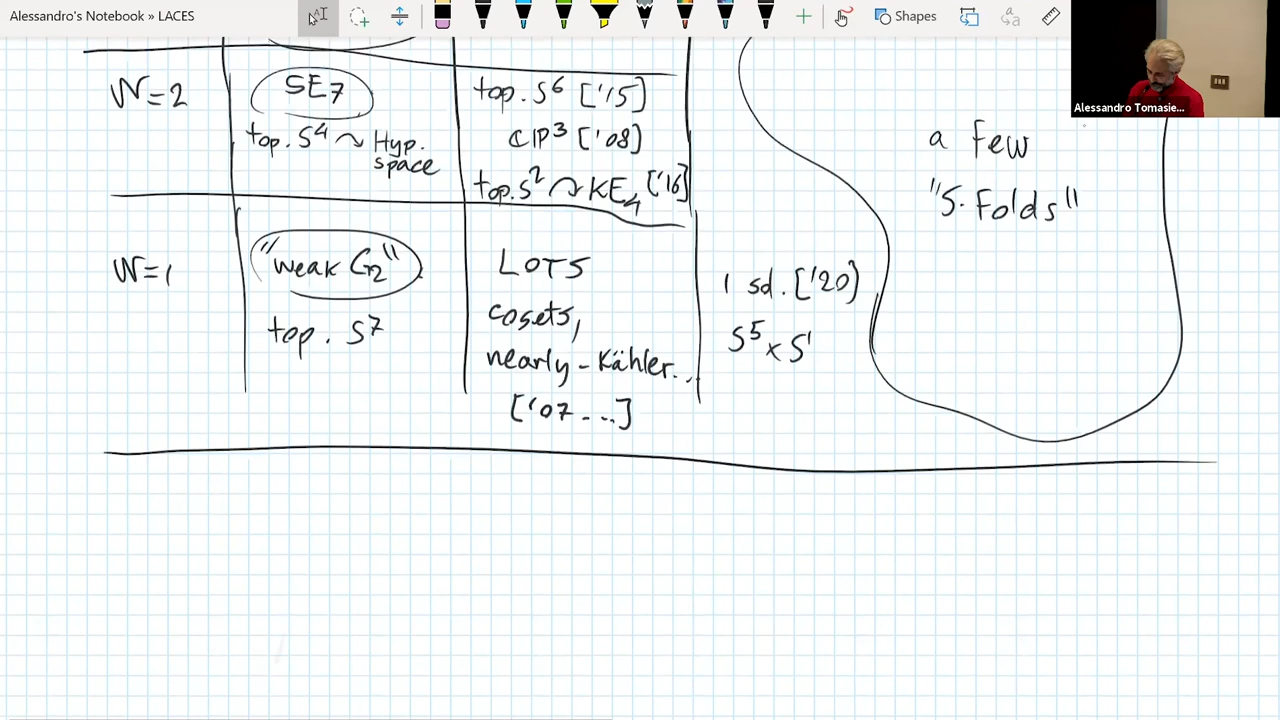 Alessandro's Notebook » LACES
Shapes
Alessandro Tomasie...
N=2
SE7
top. S⁴ ↝ Hyp. space
top. S⁶ ['15]
CP³ ['08]
top. S² ↝ KE₄ ['16]
a few
"S-Folds"
N=1
"weak G₂"
top. S⁷
LOTS
cosets,
nearly-Kähler...
['07 - ...]
1 sol. ['20]
S⁵ × S¹